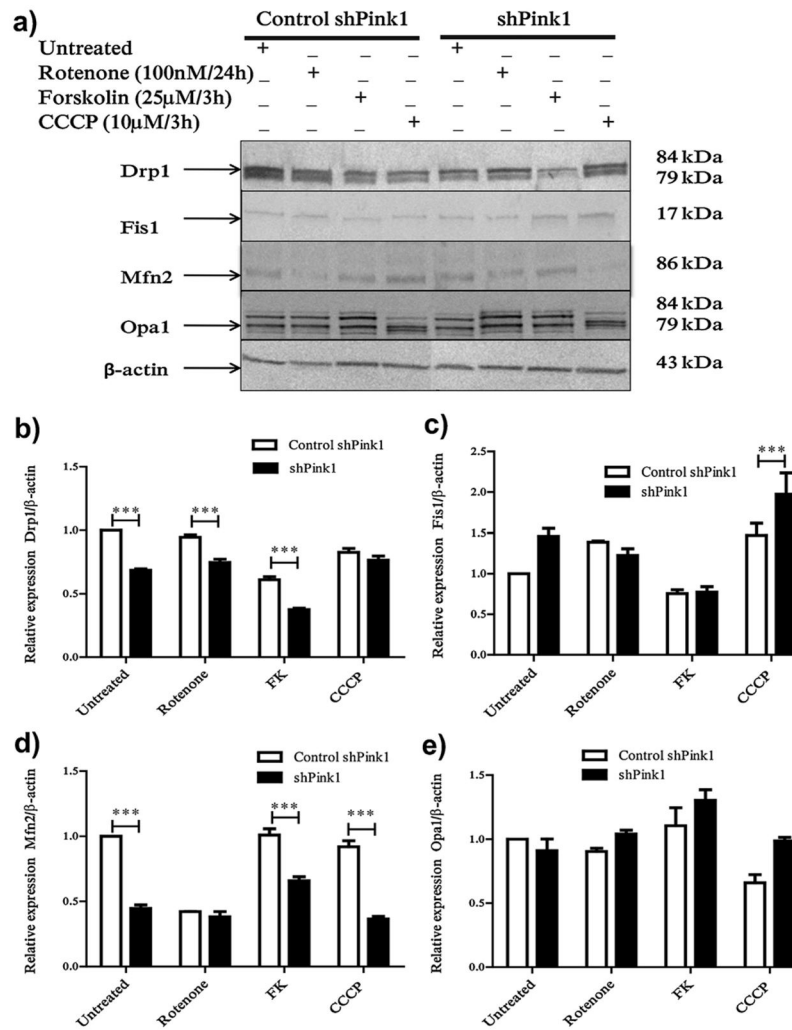 a)
Control shPink1 shPink1
Untreated + _ _ _ + _ _ _
Rotenone (100nM/24h) _ + _ _ _ + _ _
Forskolin (25µM/3h) _ _ + _ _ _ + _
CCCP (10µM/3h) _ _ _ + _ _ _ +
Drp1 84 kDa
79 kDa
Fis1 17 kDa
Mfn2 86 kDa
Opa1 84 kDa
79 kDa
β-actin 43 kDa
b)
Control shPink1
shPink1
Relative expression Drp1/β-actin
1.5
1.0
0.5
0.0
*** *** ***
Untreated Rotenone FK CCCP
c)
Control shPink1
shPink1
Relative expression Fis1/β-actin
2.5
2.0
1.5
1.0
0.5
0.0
***
Untreated Rotenone FK CCCP
d)
Control shPink1
shPink1
Relative expression Mfn2/β-actin
1.5
1.0
0.5
0.0
*** *** ***
Untreated Rotenone FK CCCP
e)
Control shPink1
shPink1
Relative expression Opa1/β-actin
1.5
1.0
0.5
0.0
Untreated Rotenone FK CCCP